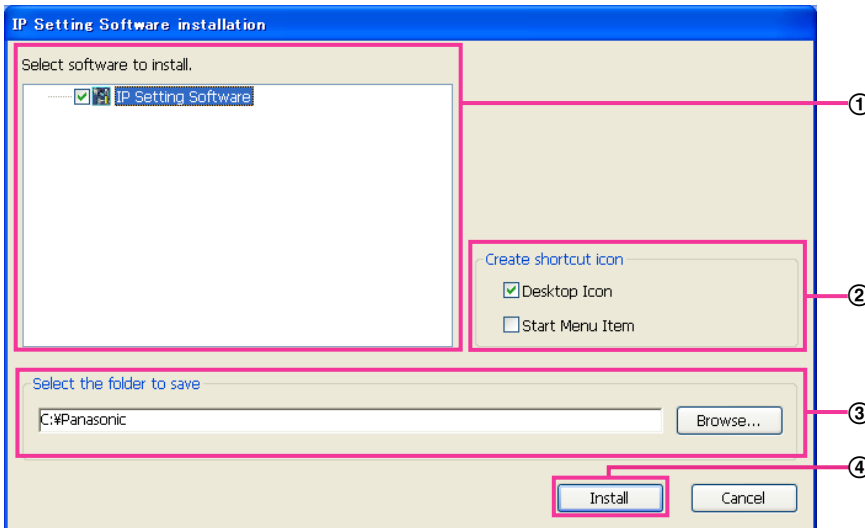 IP Setting Software installation
Select software to install.
IP Setting Software
①
Create shortcut icon
Desktop Icon
②
Start Menu Item
Select the folder to save
C:¥Panasonic
Browse...
③
④
Install
Cancel